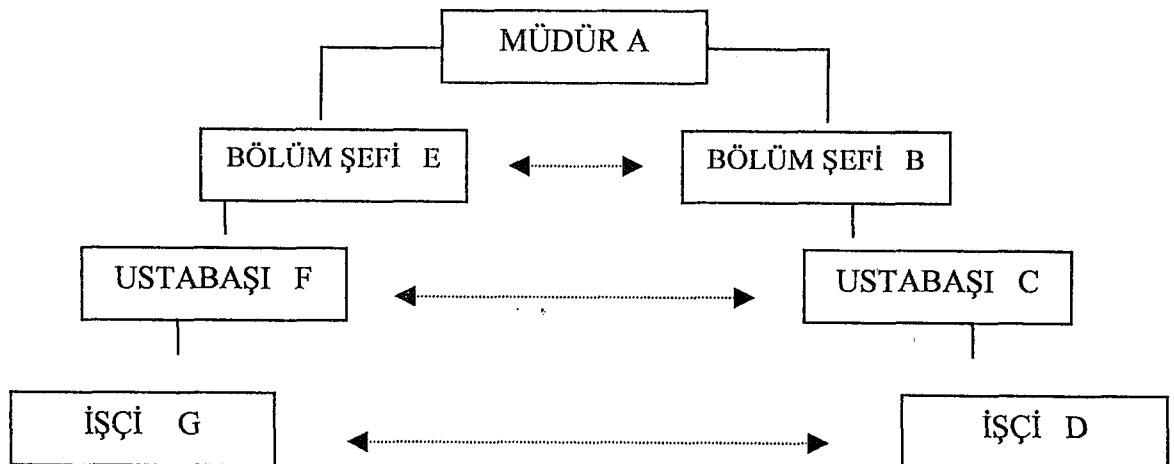 MÜDÜR A
BÖLÜM ŞEFİ E
BÖLÜM ŞEFİ B
USTABAŞI F
USTABAŞI C
İŞÇİ G
İŞÇİ D